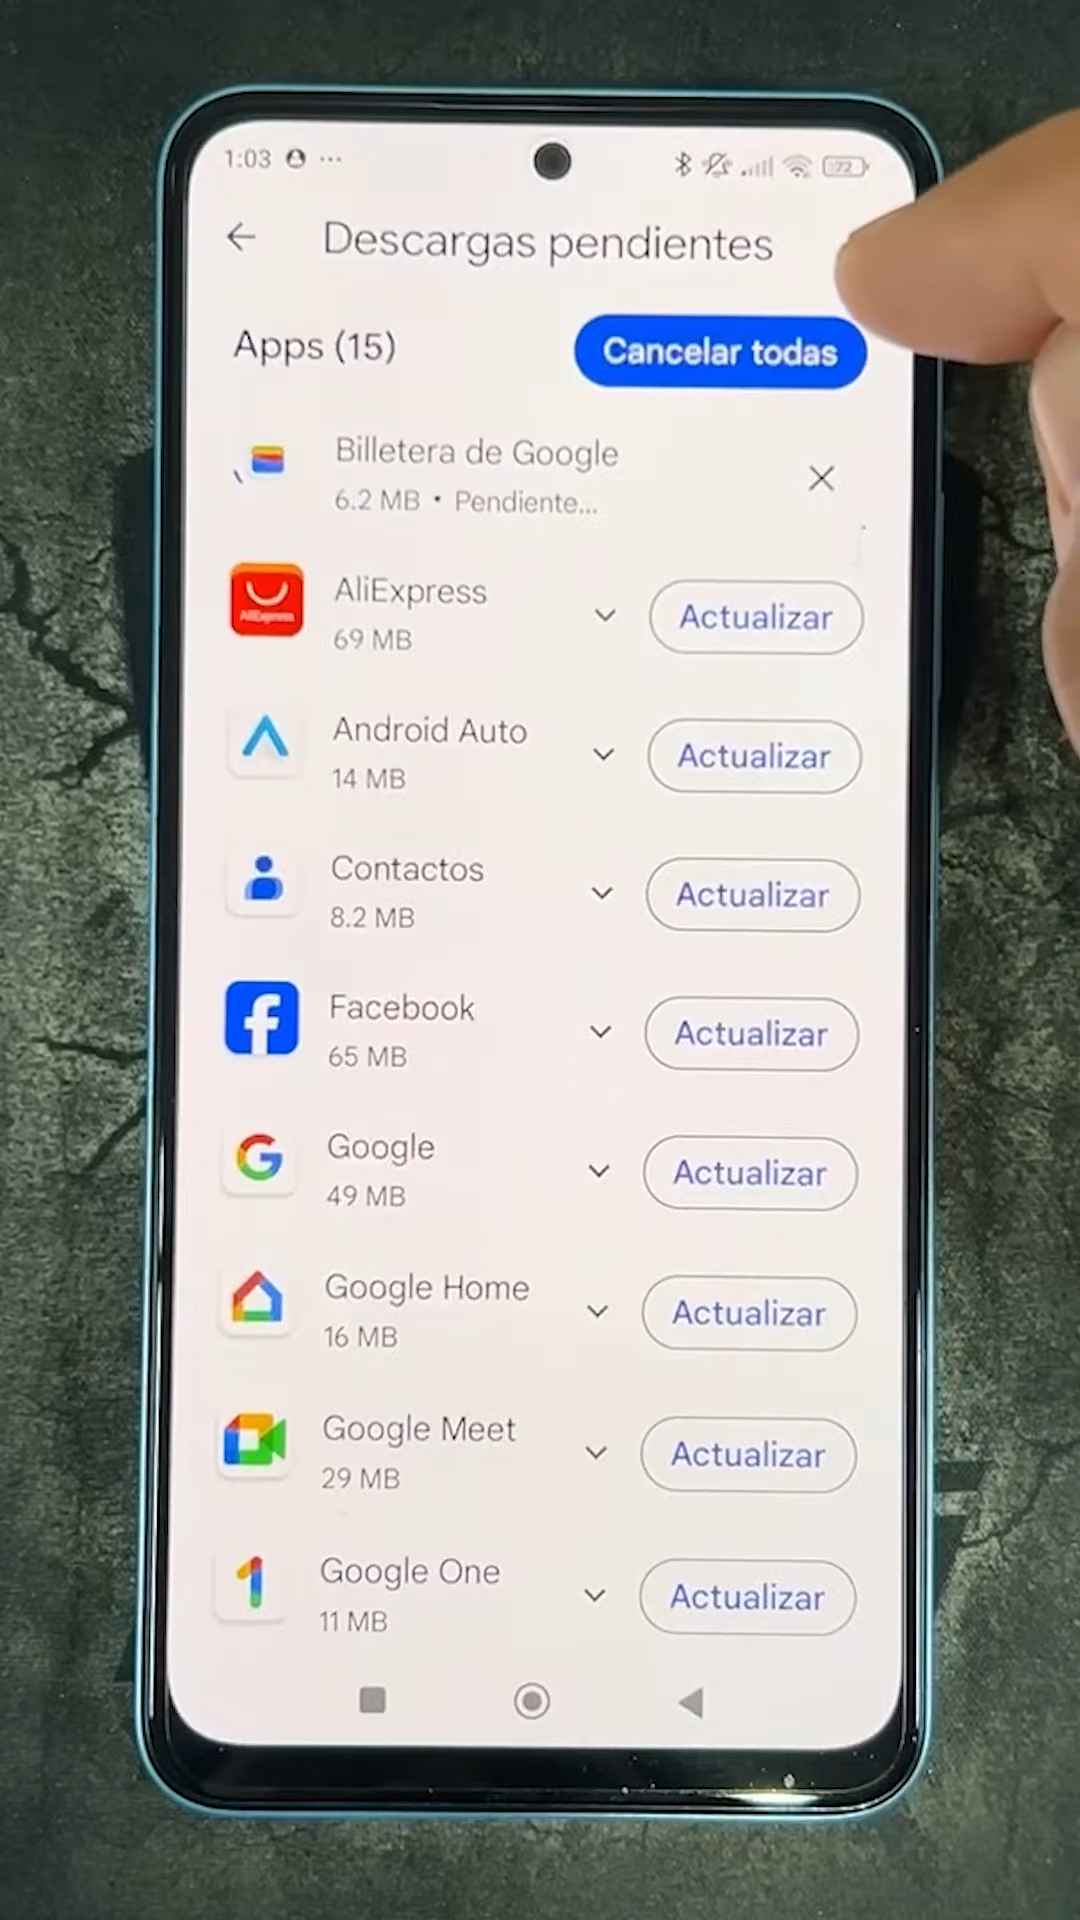 1:03
72
Descargas pendientes
Apps (15)
Cancelar todas
Billetera de Google
6.2 MB • Pendiente...
AliExpress
AliExpress
69 MB
Actualizar
Android Auto
14 MB
Actualizar
Contactos
8.2 MB
Actualizar
Facebook
65 MB
Actualizar
Google
49 MB
Actualizar
Google Home
16 MB
Actualizar
Google Meet
29 MB
Actualizar
Google One
11 MB
Actualizar